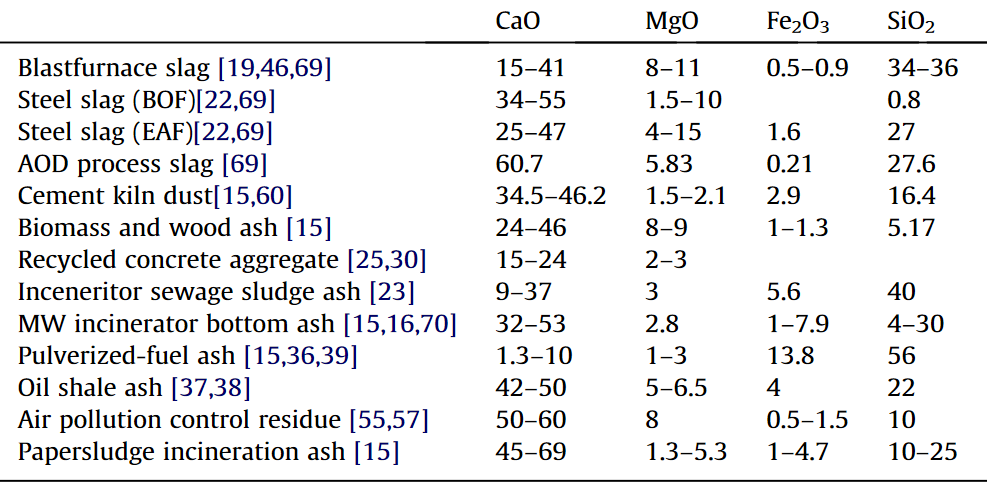 CaO MgO Fe₂O₃ SiO₂
Blastfurnace slag [19,46,69] 15–41 8–11 0.5–0.9 34–36
Steel slag (BOF)[22,69] 34–55 1.5–10 0.8
Steel slag (EAF)[22,69] 25–47 4–15 1.6 27
AOD process slag [69] 60.7 5.83 0.21 27.6
Cement kiln dust[15,60] 34.5–46.2 1.5–2.1 2.9 16.4
Biomass and wood ash [15] 24–46 8–9 1–1.3 5.17
Recycled concrete aggregate [25,30] 15–24 2–3
Inceneritor sewage sludge ash [23] 9–37 3 5.6 40
MW incinerator bottom ash [15,16,70] 32–53 2.8 1–7.9 4–30
Pulverized-fuel ash [15,36,39] 1.3–10 1–3 13.8 56
Oil shale ash [37,38] 42–50 5–6.5 4 22
Air pollution control residue [55,57] 50–60 8 0.5–1.5 10
Papersludge incineration ash [15] 45–69 1.3–5.3 1–4.7 10–25